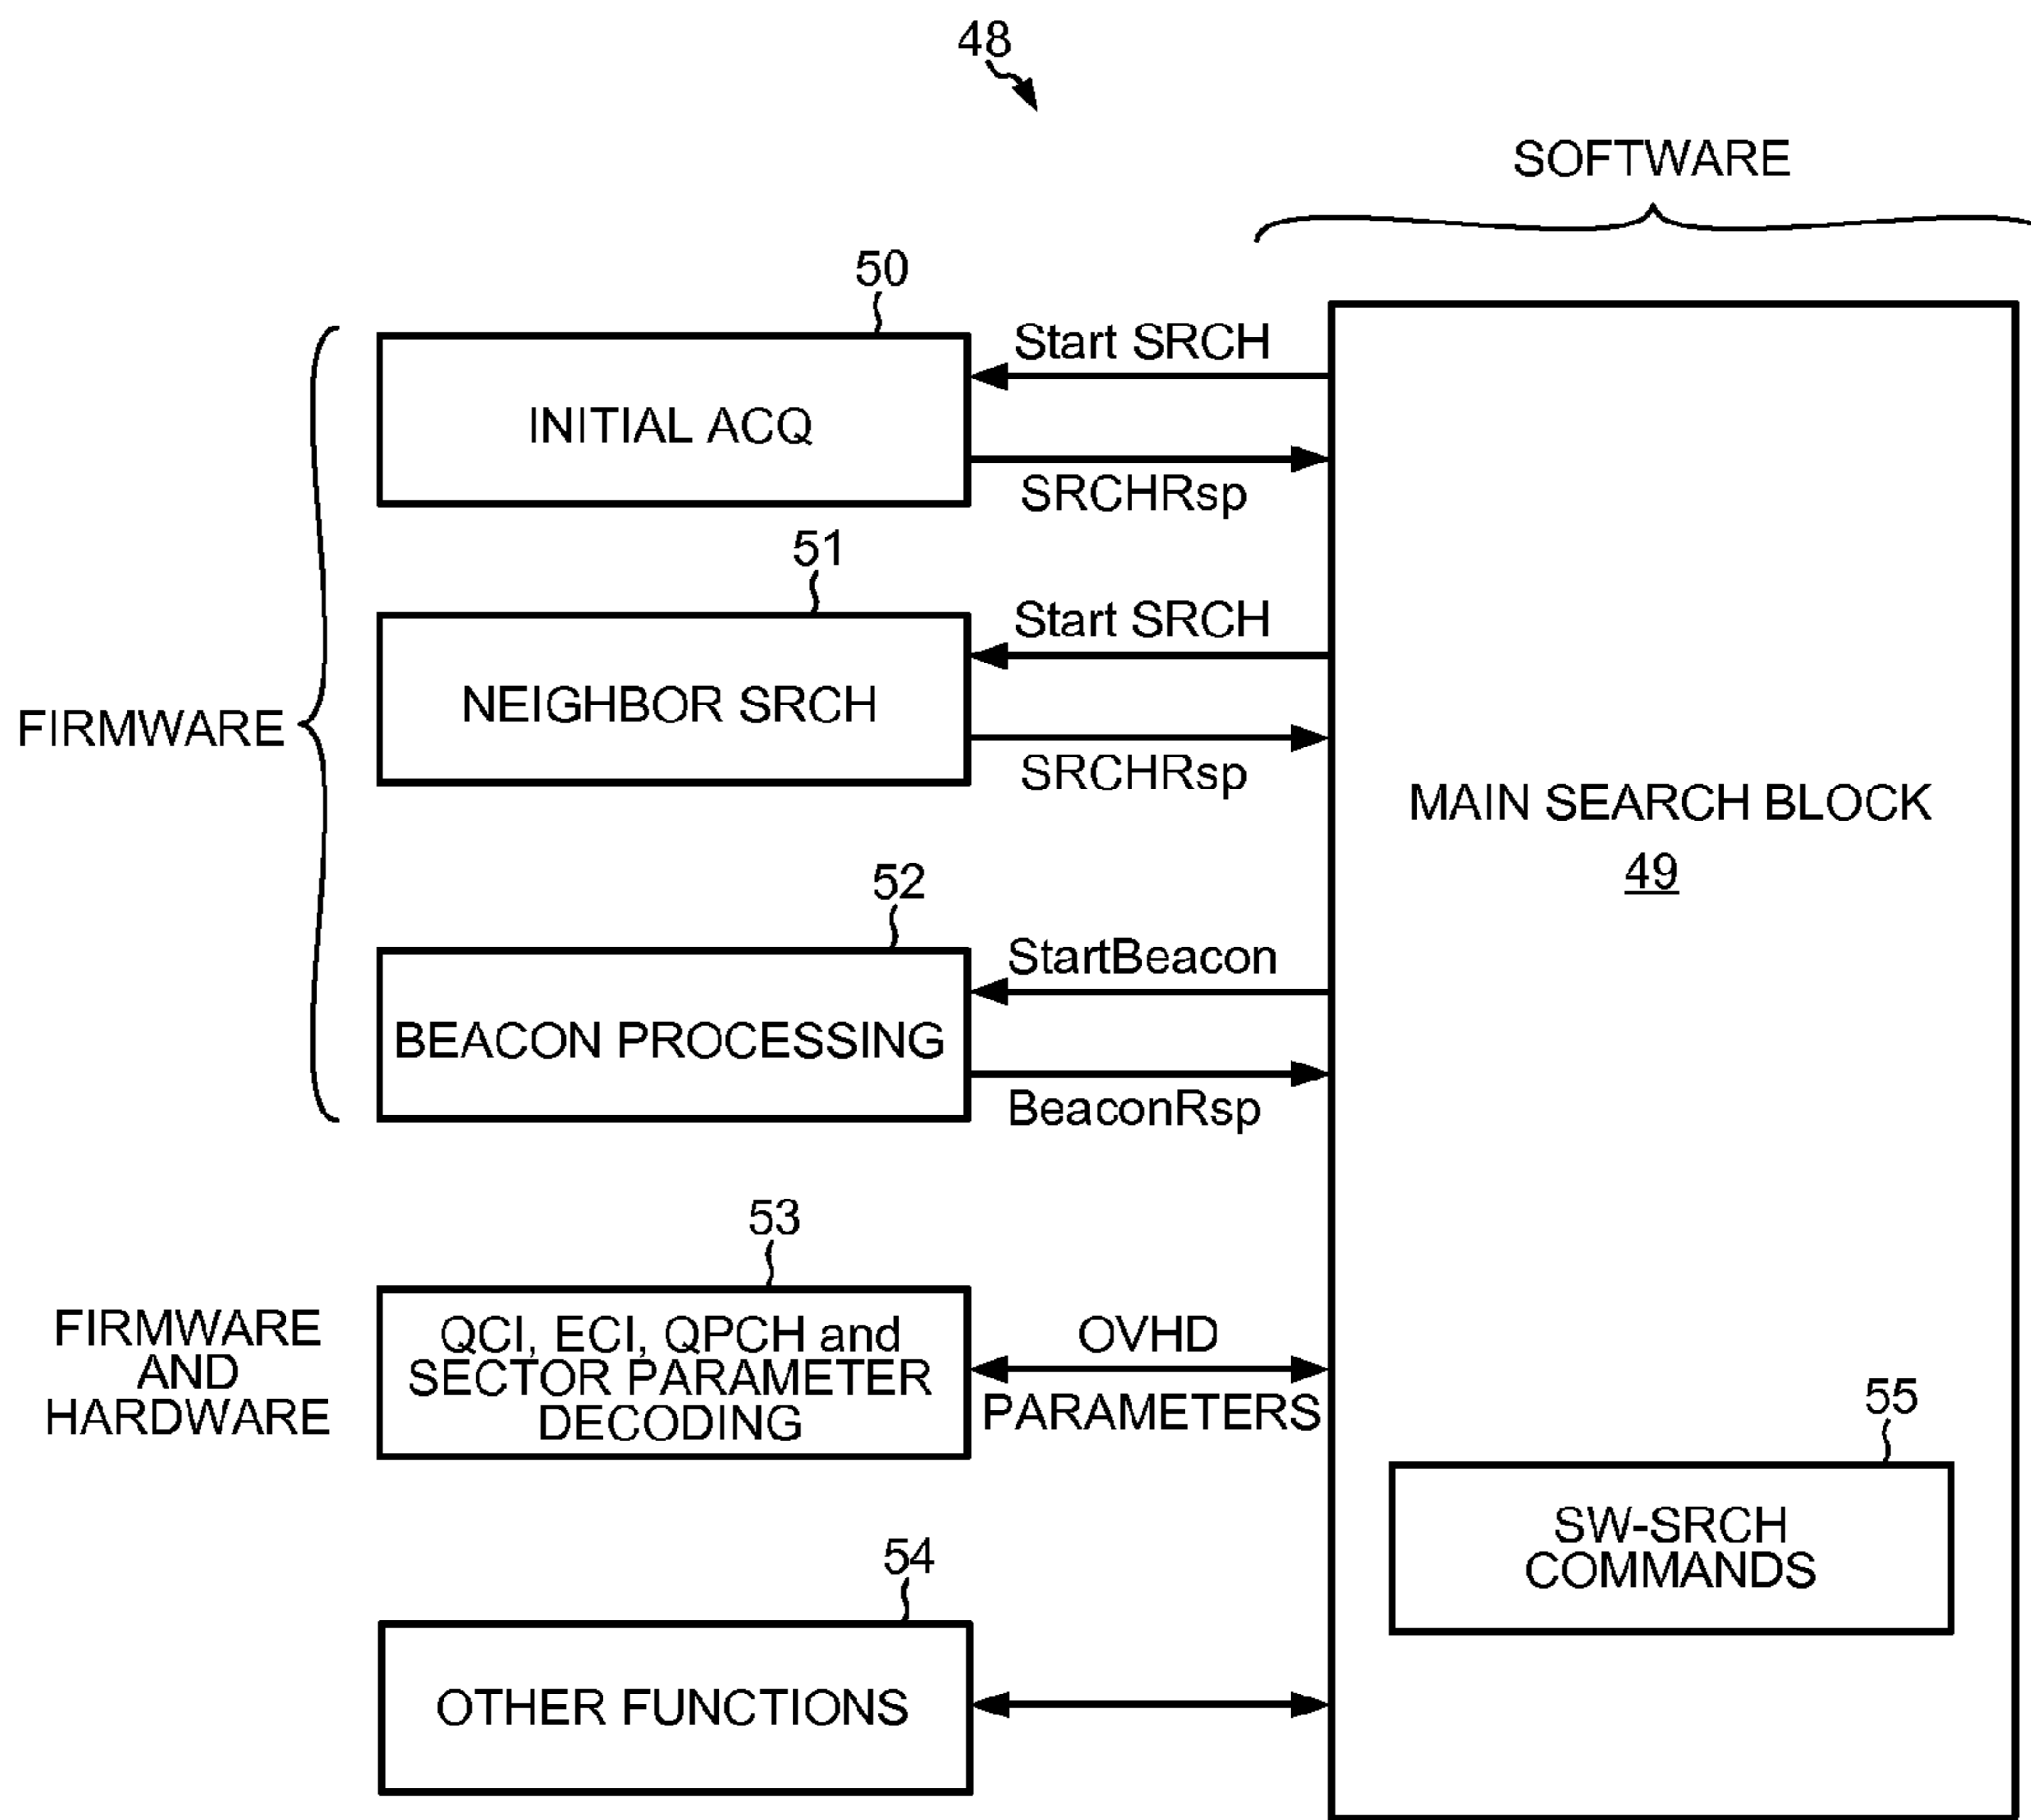 48
SOFTWARE
50
Start SRCH
INITIAL ACQ
SRCHRsp
51
Start SRCH
NEIGHBOR SRCH
SRCHRsp
FIRMWARE
MAIN SEARCH BLOCK
49
52
StartBeacon
BEACON PROCESSING
BeaconRsp
53
FIRMWARE
AND
HARDWARE
QCI, ECI, QPCH and
SECTOR PARAMETER
DECODING
OVHD
PARAMETERS
55
SW-SRCH
COMMANDS
54
OTHER FUNCTIONS